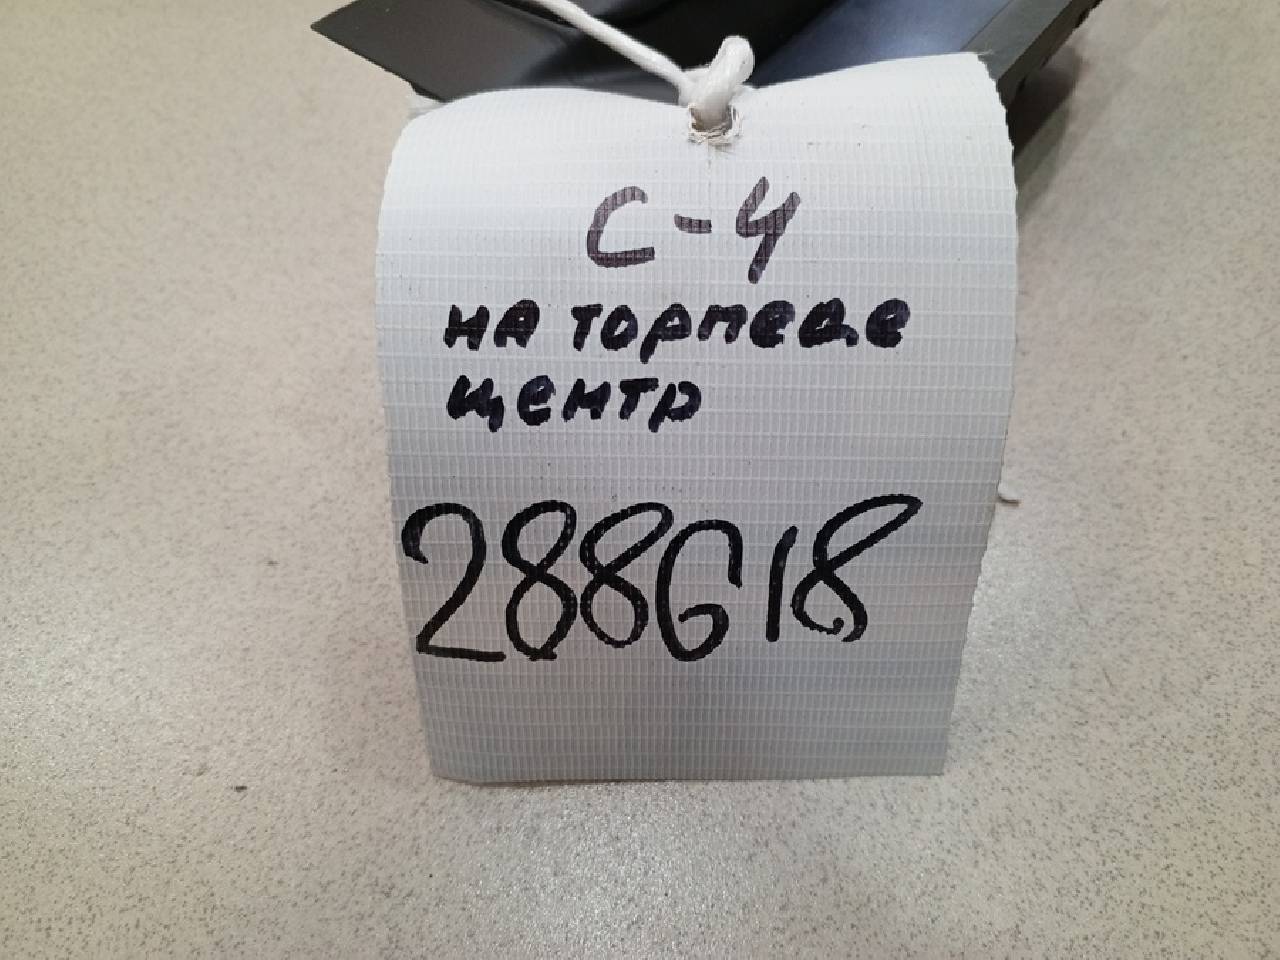 С-4
на торпеде
центр
288618